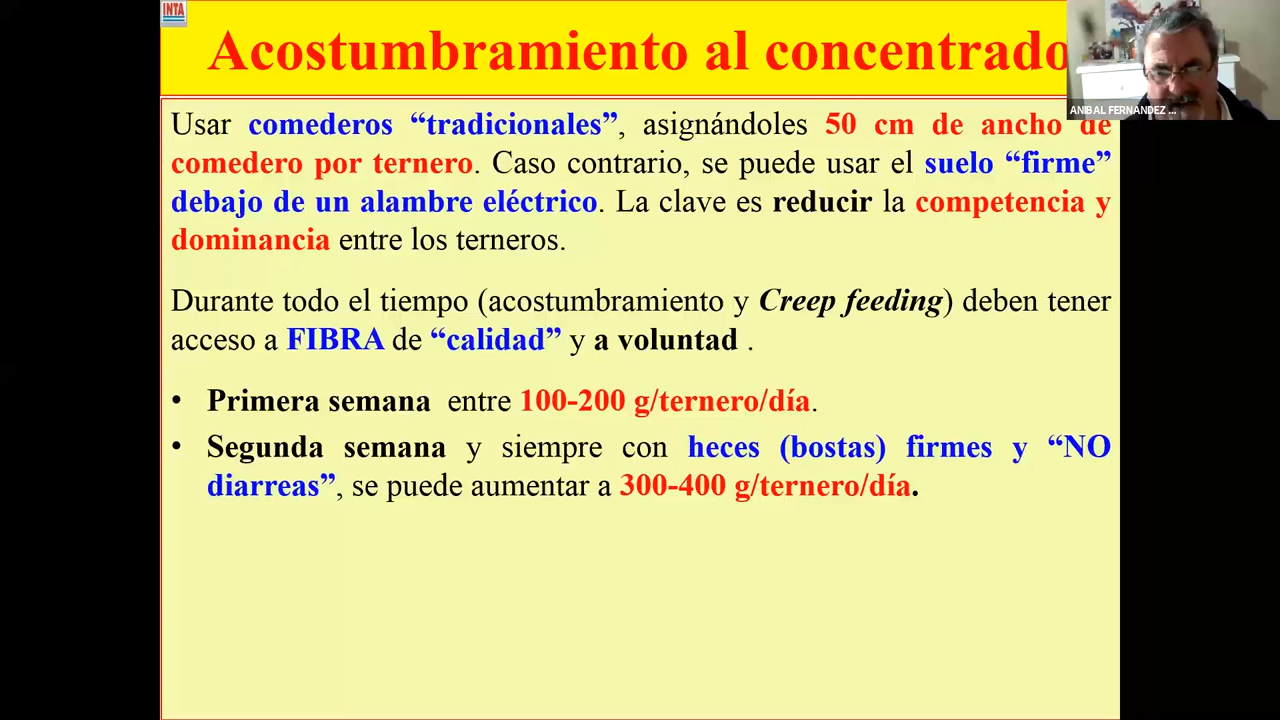 INTA
Acostumbramiento al concentrado
ANIBAL FERNANDEZ ...
Usar comederos “tradicionales”, asignándoles 50 cm de ancho de
comedero por ternero. Caso contrario, se puede usar el suelo “firme”
debajo de un alambre eléctrico. La clave es reducir la competencia y
dominancia entre los terneros.
Durante todo el tiempo (acostumbramiento y Creep feeding) deben tener
acceso a FIBRA de “calidad” y a voluntad .
• Primera semana entre 100-200 g/ternero/día.
• Segunda semana y siempre con heces (bostas) firmes y “NO
diarreas”, se puede aumentar a 300-400 g/ternero/día.